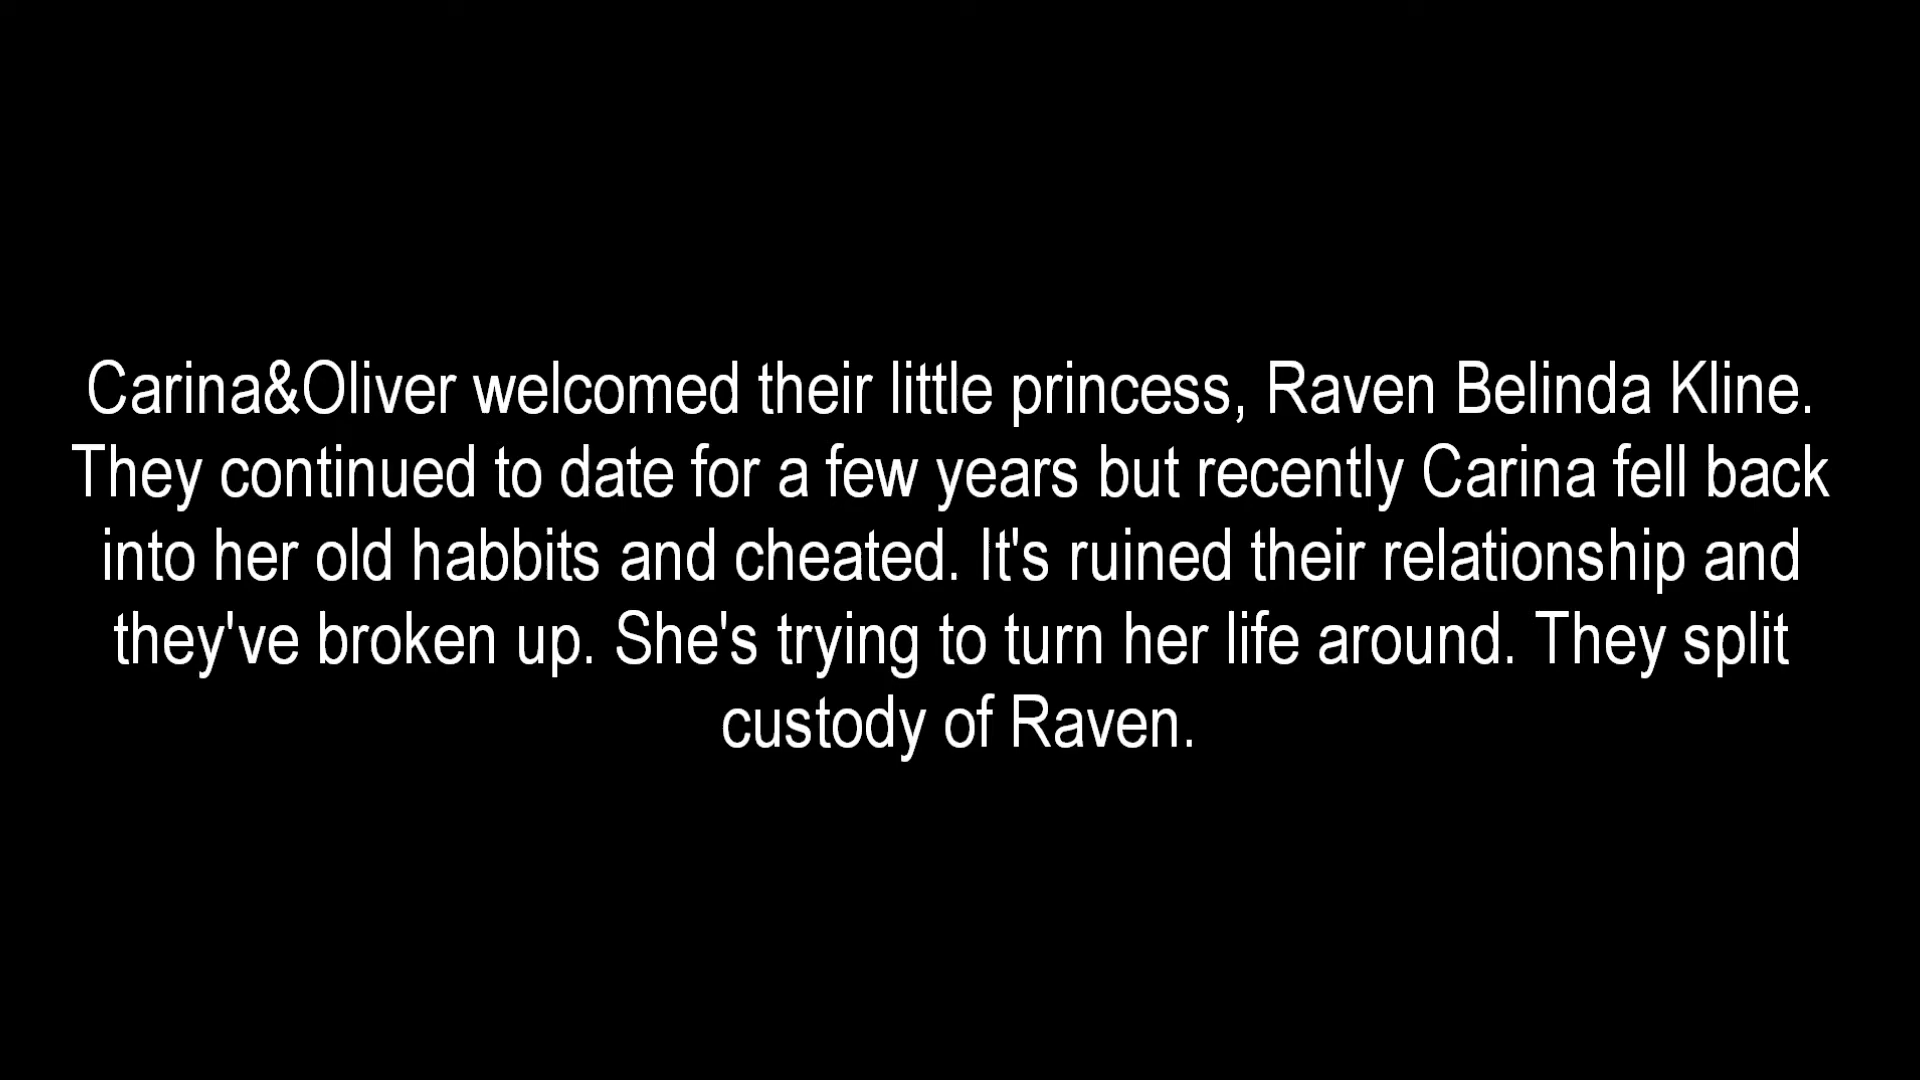 Carina&Oliver welcomed their little princess, Raven Belinda Kline.
They continued to date for a few years but recently Carina fell back
into her old habbits and cheated. It's ruined their relationship and
they've broken up. She's trying to turn her life around. They split
custody of Raven.